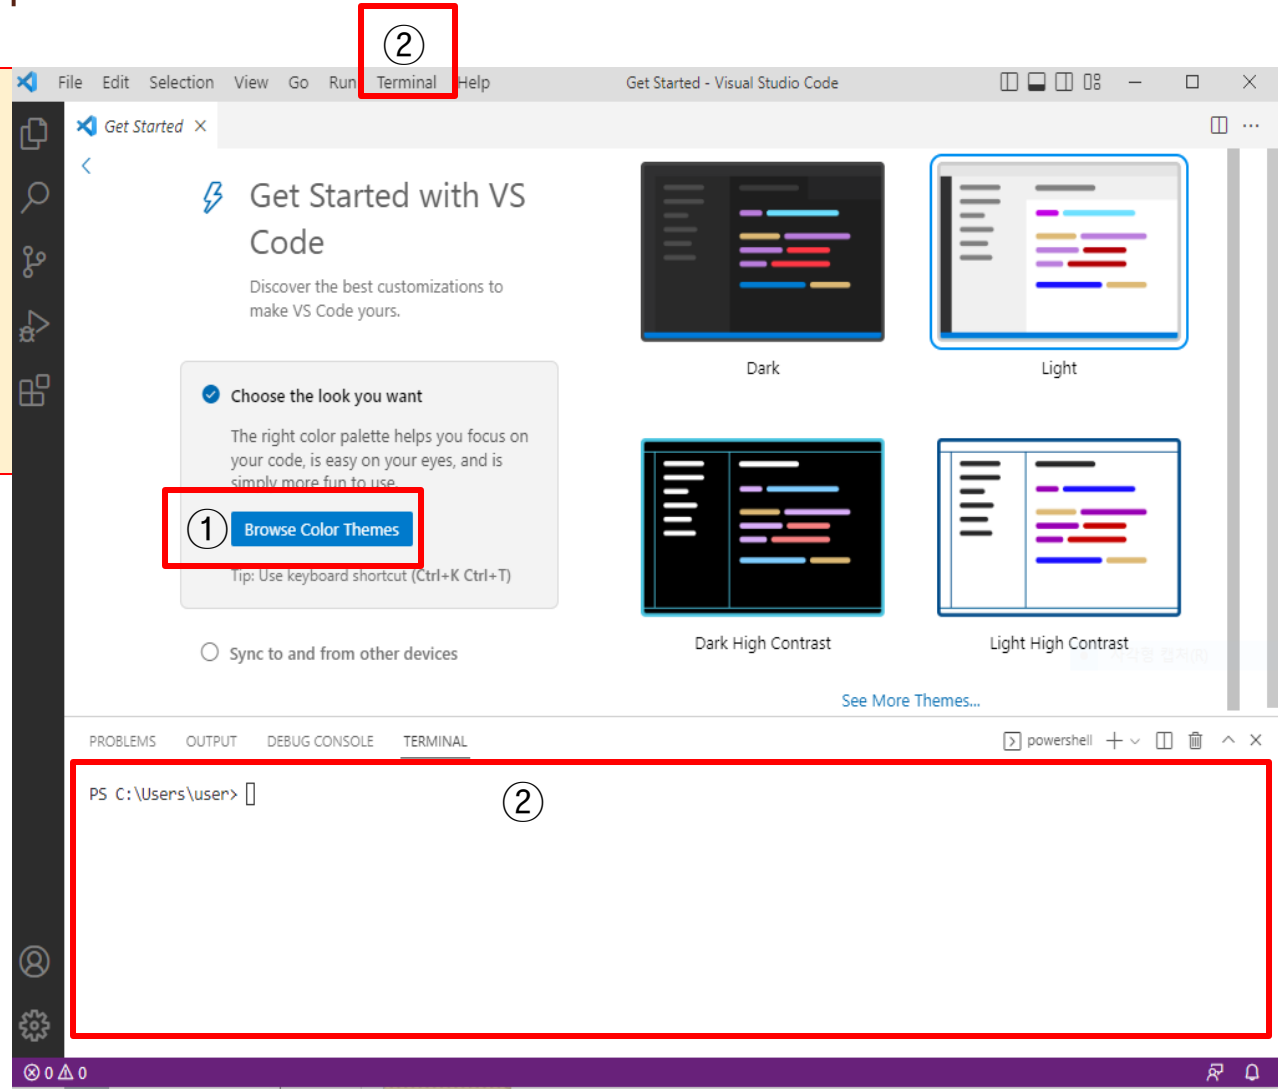 ②
File Edit Selection View Go Run Terminal Help Get Started - Visual Studio Code
Get Started
Get Started with VS
Code
Discover the best customizations to
make VS Code yours.
Choose the look you want
The right color palette helps you focus on
your code, is easy on your eyes, and is
simply more fun to use.
① Browse Color Themes
Tip: Use keyboard shortcut (Ctrl+K Ctrl+T)
Sync to and from other devices
Dark
Light
Dark High Contrast
Light High Contrast
See More Themes...
PROBLEMS OUTPUT DEBUG CONSOLE TERMINAL powershell
PS C:\Users\user>
②
0 0